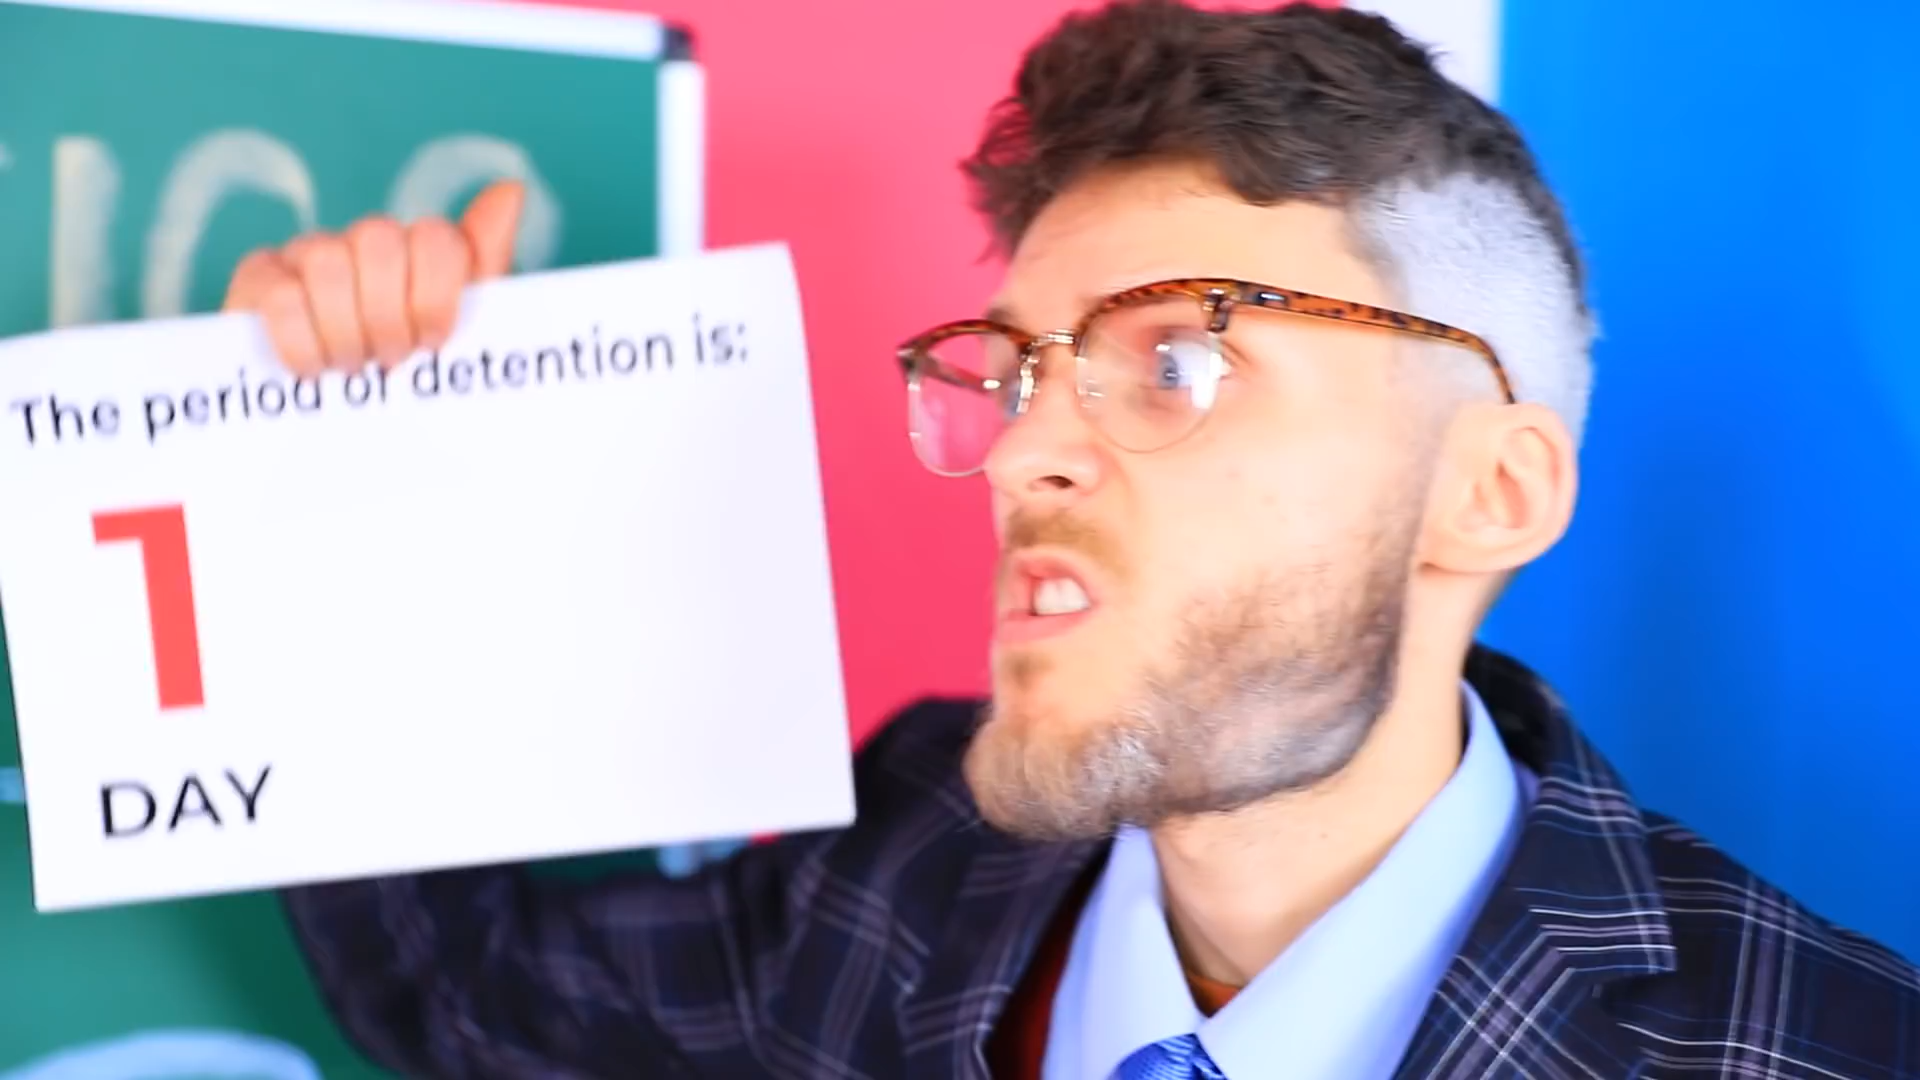 The period of detention is:
1
DAY